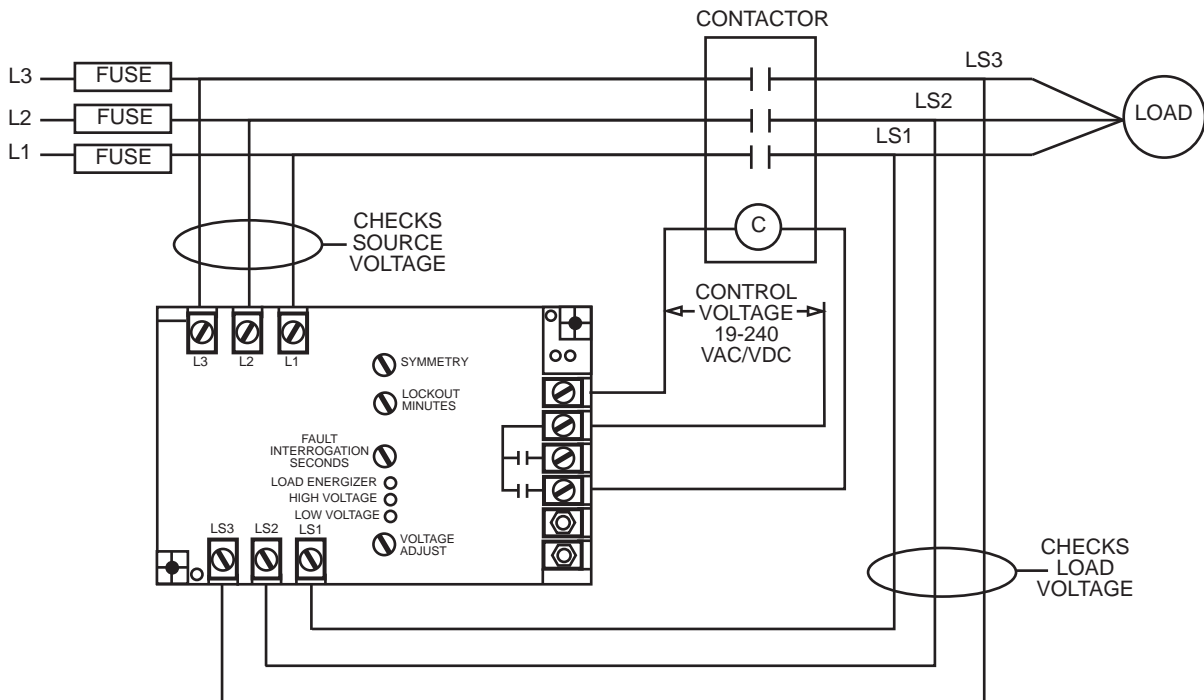 CONTACTOR
L3
FUSE
LS3
L2
FUSE
LS2
LOAD
L1
FUSE
LS1
CHECKS
SOURCE
VOLTAGE
C
CONTROL
VOLTAGE
19-240
VAC/VDC
L3
L2
L1
SYMMETRY
LOCKOUT
MINUTES
FAULT
INTERROGATION
SECONDS
LOAD ENERGIZER
HIGH VOLTAGE
LOW VOLTAGE
LS3
LS2
LS1
VOLTAGE
ADJUST
CHECKS
LOAD
VOLTAGE